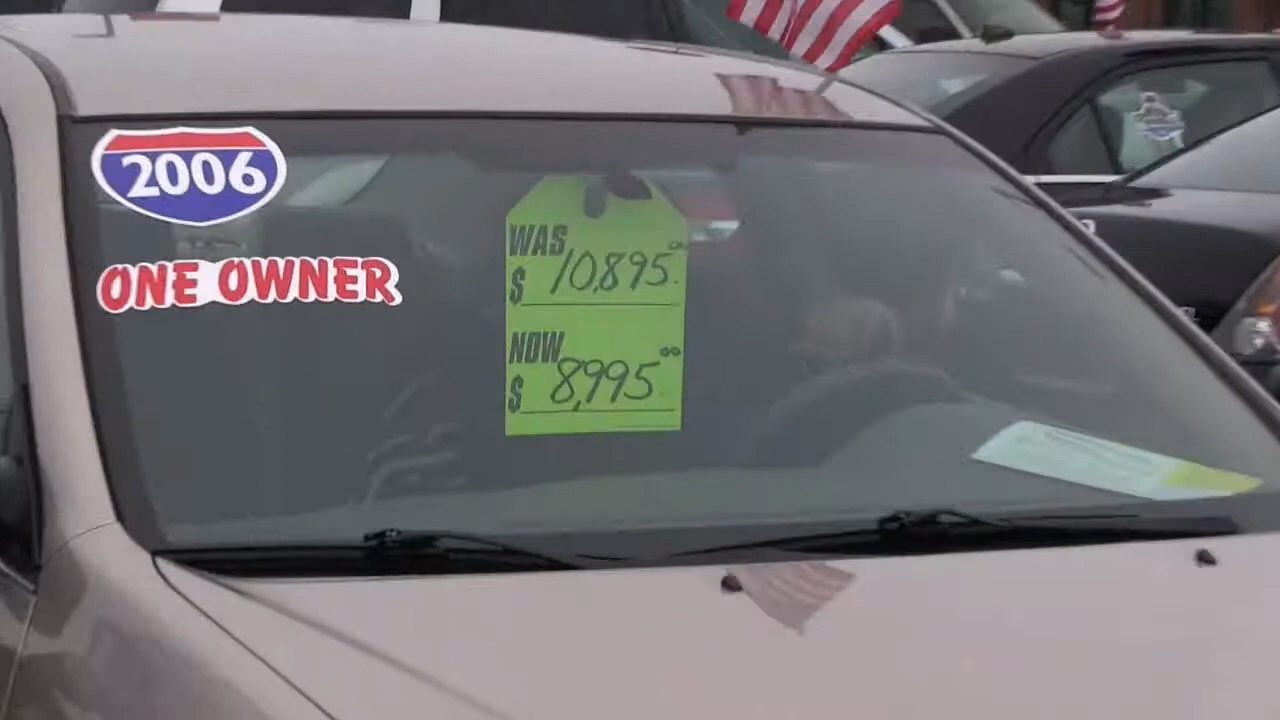 2006
ONE OWNER
WAS
$ 10,895.00
NOW
$ 8,995.00